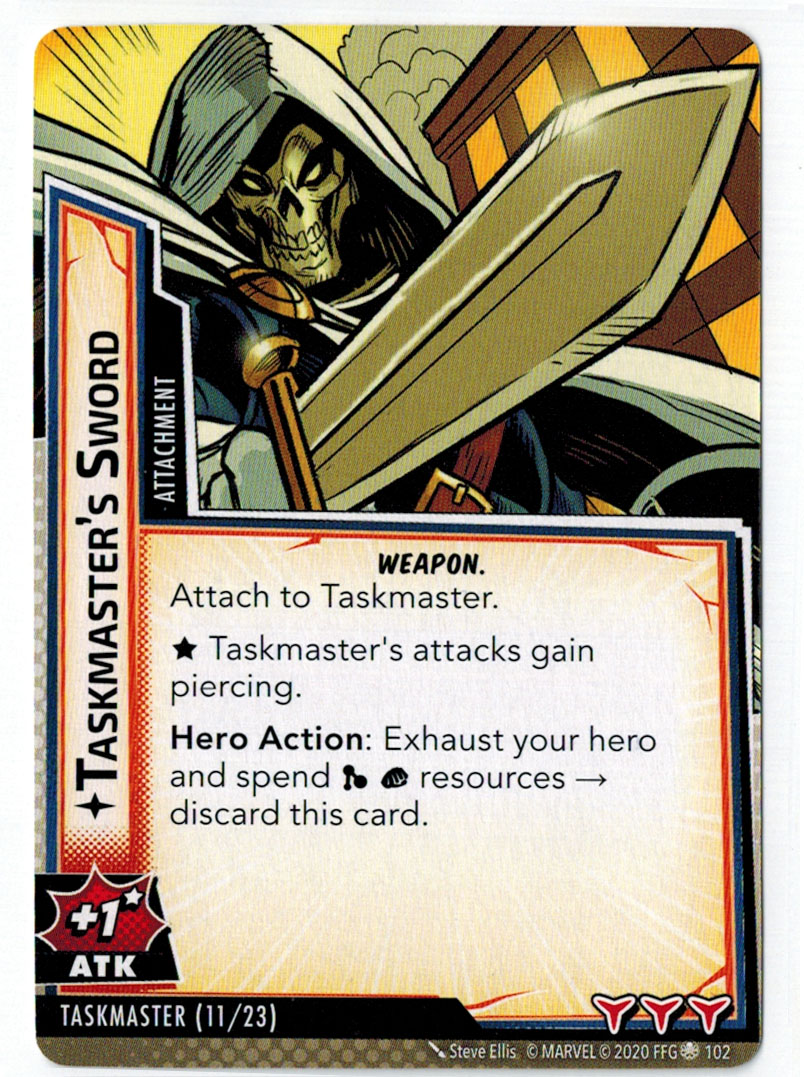 TASKMASTER'S SWORD
ATTACHMENT
WEAPON.
Attach to Taskmaster.
★ Taskmaster's attacks gain
piercing.
Hero Action: Exhaust your hero
and spend resources →
discard this card.
+1★
ATK
TASKMASTER (11/23)
Steve Ellis © MARVEL © 2020 FFG 102